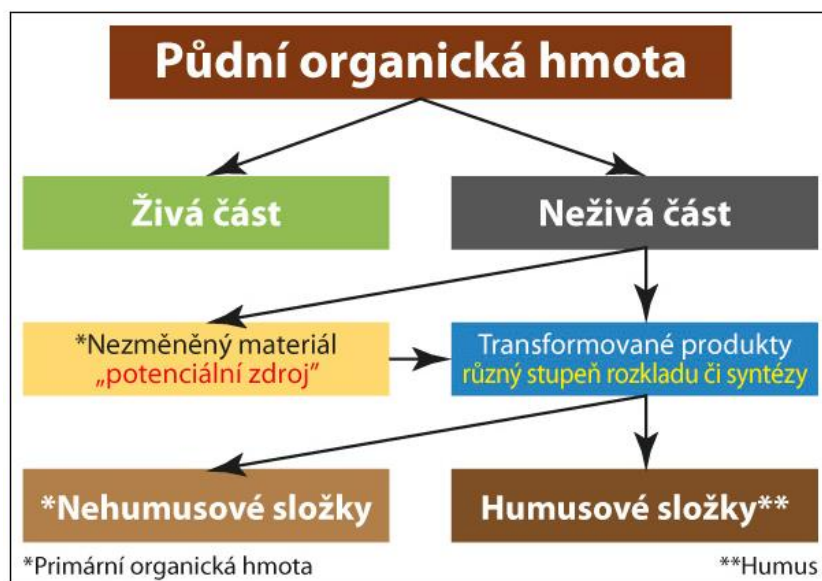 Půdní organická hmota
Živá část
Neživá část
*Nezměněný materiál
„potenciální zdroj”
Transformované produkty
různý stupeň rozkladu či syntézy
*Nehumusové složky
Humusové složky**
*Primární organická hmota
**Humus